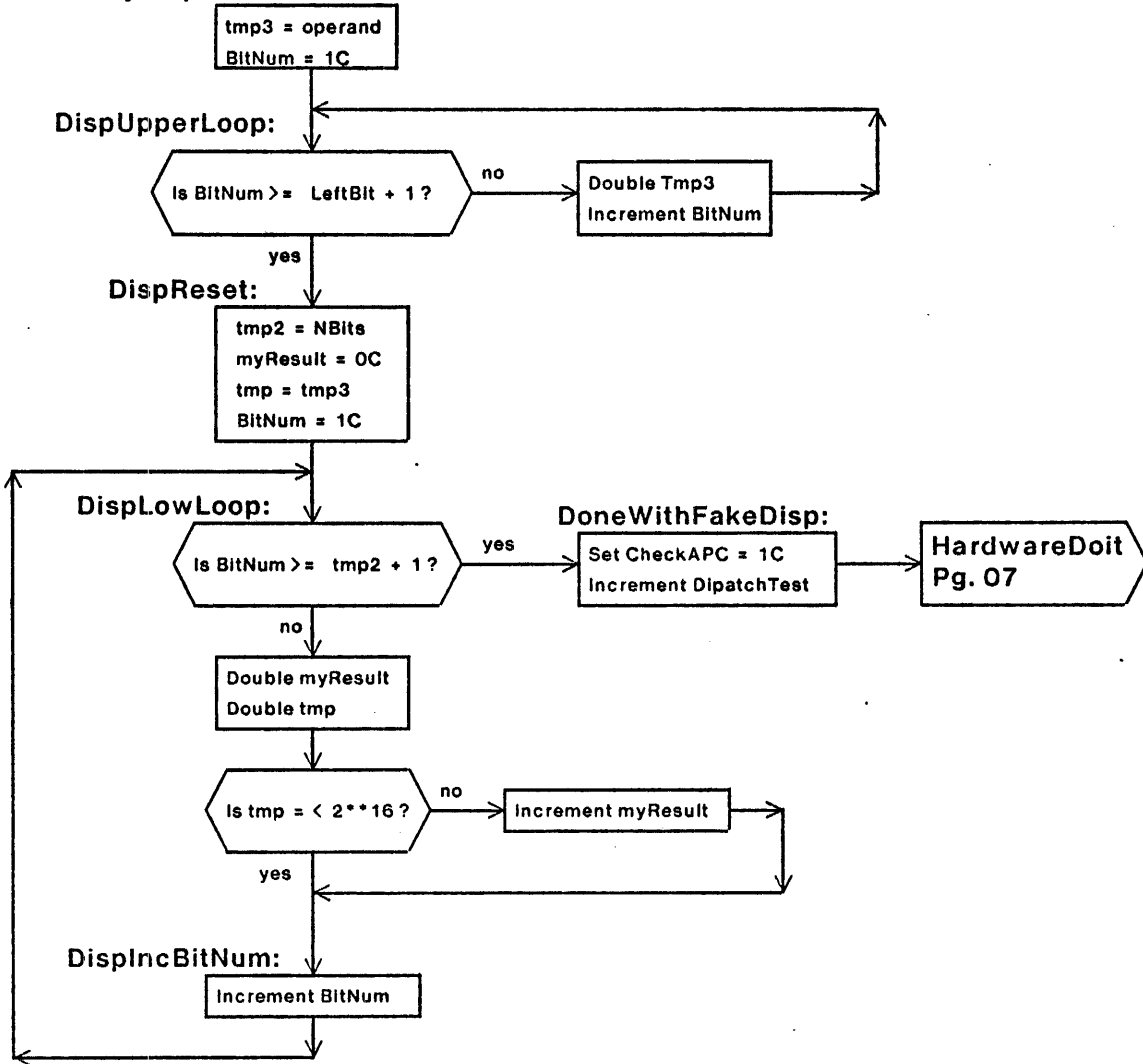 tmp3 = operand
BitNum = 1C
DispUpperLoop:
Is BitNum >= LeftBit + 1 ?
no
Double Tmp3
Increment BitNum
yes
DispReset:
tmp2 = NBits
myResult = 0C
tmp = tmp3
BitNum = 1C
DispLowLoop:
Is BitNum >= tmp2 + 1 ?
yes
DoneWithFakeDisp:
Set CheckAPC = 1C
Increment DipatchTest
HardwareDoit
Pg. 07
no
Double myResult
Double tmp
Is tmp = < 2**16 ?
no
Increment myResult
yes
DispIncBitNum:
Increment BitNum